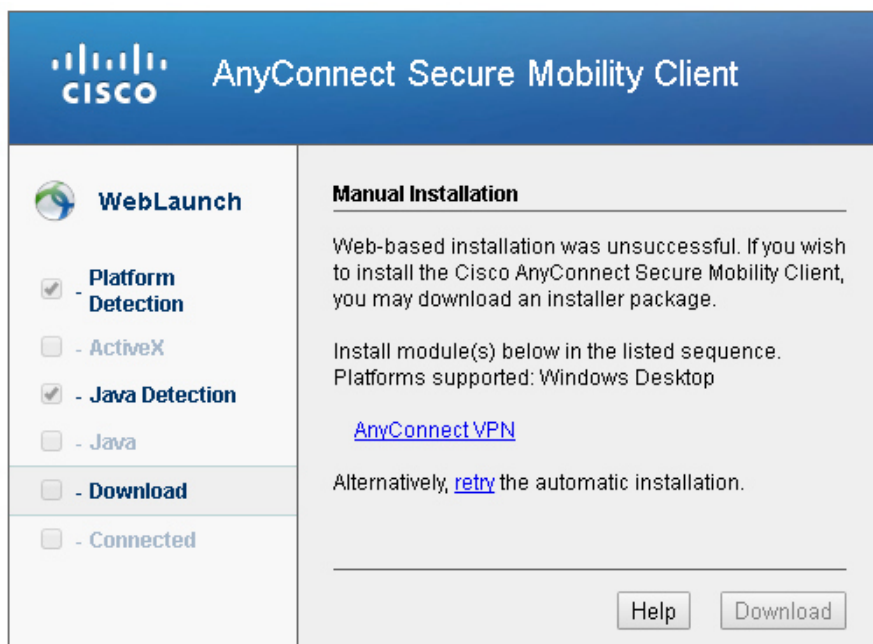 CISCO
AnyConnect Secure Mobility Client
WebLaunch
- Platform
Detection
- ActiveX
- Java Detection
- Java
- Download
- Connected
Manual Installation
Web-based installation was unsuccessful. If you wish
to install the Cisco AnyConnect Secure Mobility Client,
you may download an installer package.
Install module(s) below in the listed sequence.
Platforms supported: Windows Desktop
AnyConnect VPN
Alternatively, retry the automatic installation.
Help
Download